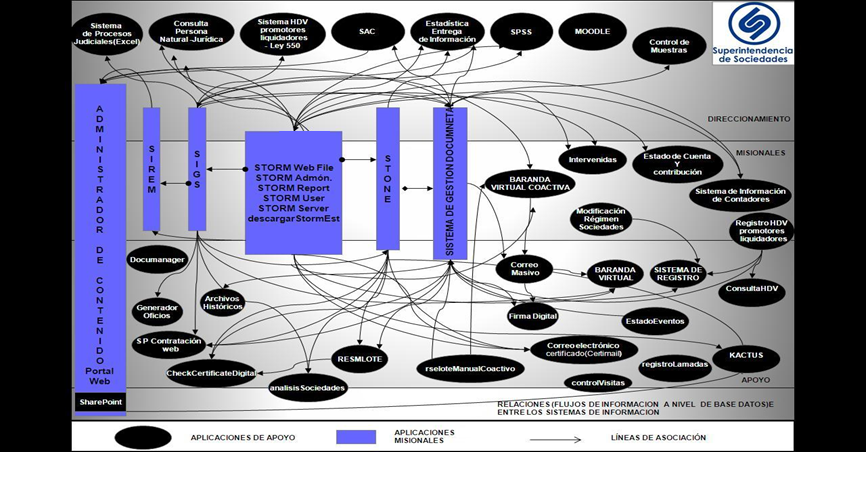 Sistema
de Procesos
Judiciales(Excel)
Consulta
Persona
Natural -Jurídica
Sistema HDV
promotores
liquidadores
- Ley 550
SAC
Estadística
Entrega
de Información
SPSS
MOODLE
Control de
Muestras
Superintendencia
de Sociedades
DIRECCIONAMIENTO
MISIONALES
ADMINISTRADOR DE CONTENIDO
Portal
Web
SharePoint
SIREM
SIGS
STORM Web File
STORM Admón.
STORM Report
STORM User
STORM Server
descargarStormEst
STONE
SISTEMA DE GESTION DOCUMNETA
BARANDA
VIRTUAL COACTIVA
Intervenidas
Estado de Cuenta
Y
contribución
Sistema de Información
de Contadores
Modificación
Régimen
Sociedades
Registro HDV
promotores
liquidadores
Documanager
Correo
Masivo
BARANDA
VIRTUAL
SISTEMA DE
REGISTRO
ConsultaHDV
Generador
Oficios
Archivos
Históricos
Firma Digital
EstadoEventos
S P Contratación
web
RESMLOTE
Correo electrónico
certificado(Certimail)
KACTUS
CheckCertificateDigital
rseloteManualCoactivo
registroLamadas
analisisSociedades
controlVisitas
APOYO
RELACIONES (FLUJOS DE INFORMACION A NIVEL DE BASE DATOS)E
ENTRE LOS SISTEMAS DE INFORMACION
APLICACIONES DE APOYO
APLICACIONES
MISIONALES
LÍNEAS DE ASOCIACIÓN